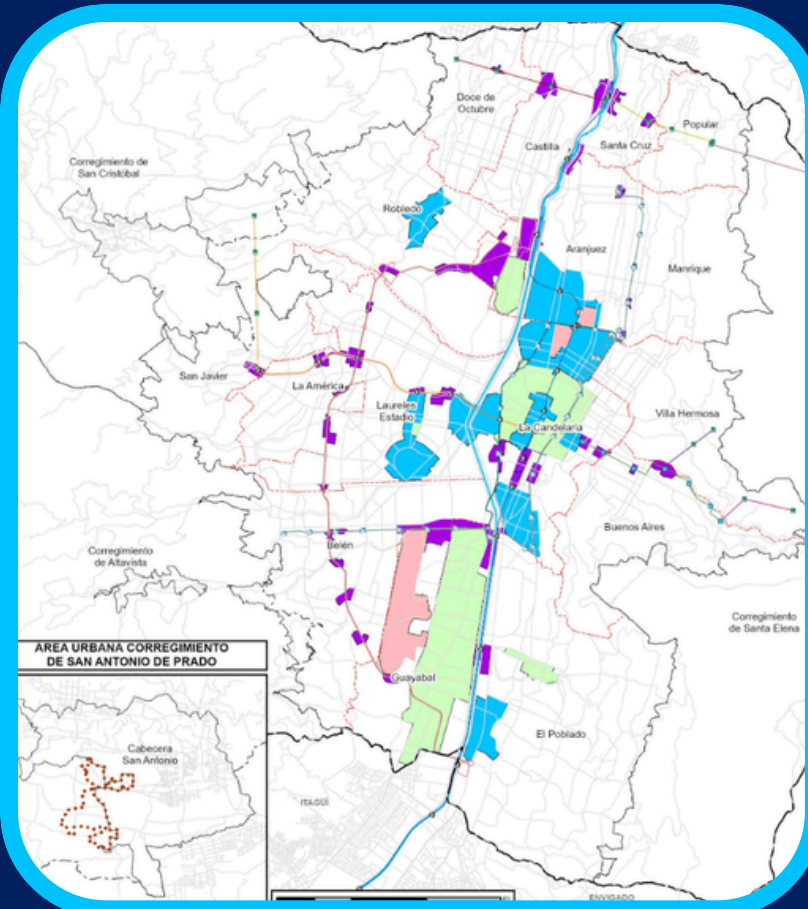 Doce de
Octubre
Popular
Castilla
Santa Cruz
Corregimiento de
San Cristóbal
Robledo
Aranjuez
Manrique
San Javier
La América
Laureles
Estadio
Villa Hermosa
La Candelaria
Buenos Aires
Belén
Corregimiento
de Altavista
Corregimiento
de Santa Elena
AREA URBANA CORREGIMIENTO
DE SAN ANTONIO DE PRADO
Guayabal
El Poblado
Cabecera
San Antonio
ITAGÜÍ
ENVIGADO